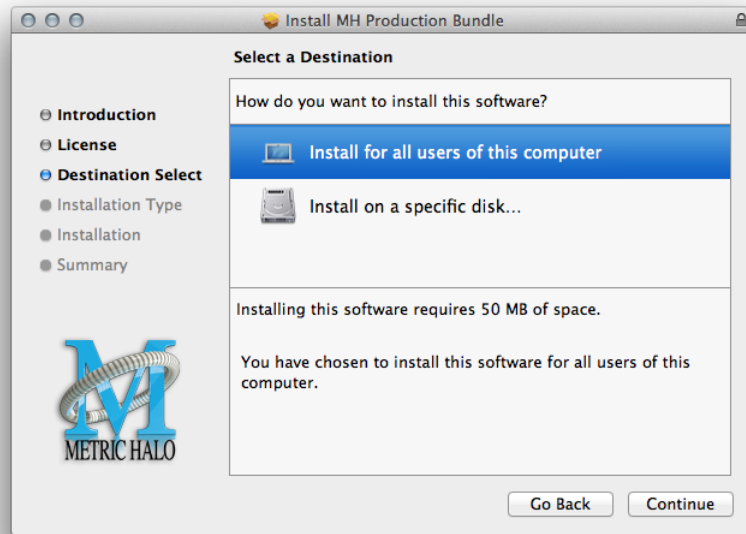 Install MH Production Bundle
Select a Destination
Introduction
License
Destination Select
Installation Type
Installation
Summary
How do you want to install this software?
Install for all users of this computer
Install on a specific disk...
Installing this software requires 50 MB of space.
You have chosen to install this software for all users of this
computer.
METRIC HALO
Go Back
Continue